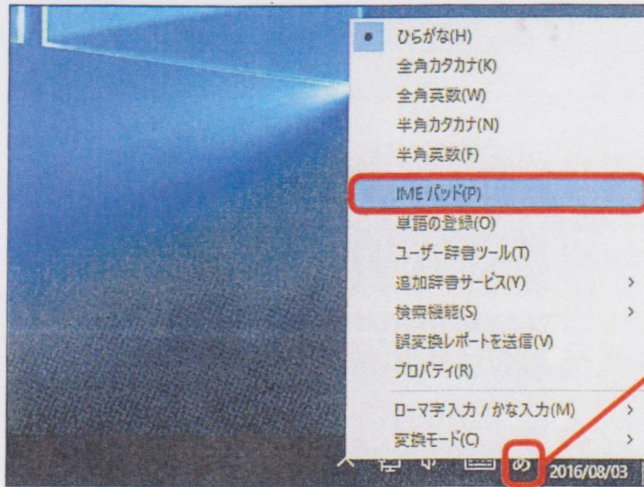 ひらがな(H)
全角カタカナ(K)
全角英数(W)
半角カタカナ(N)
半角英数(F)
IME パッド(P)
単語の登録(O)
ユーザー辞書ツール(T)
追加辞書サービス(Y)
検索機能(S)
誤変換レポートを送信(V)
プロパティ(R)
ローマ字入力 / かな入力(M)
変換モード(C)
あ
2016/08/03